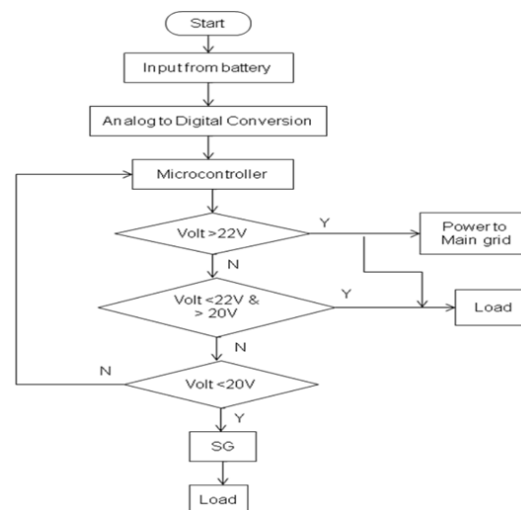 Start
Input from battery
Analog to Digital Conversion
Microcontroller
Volt >22V
Y
Power to
Main grid
N
Volt <22V &
> 20V
Y
Load
N
Volt <20V
N
Y
SG
Load